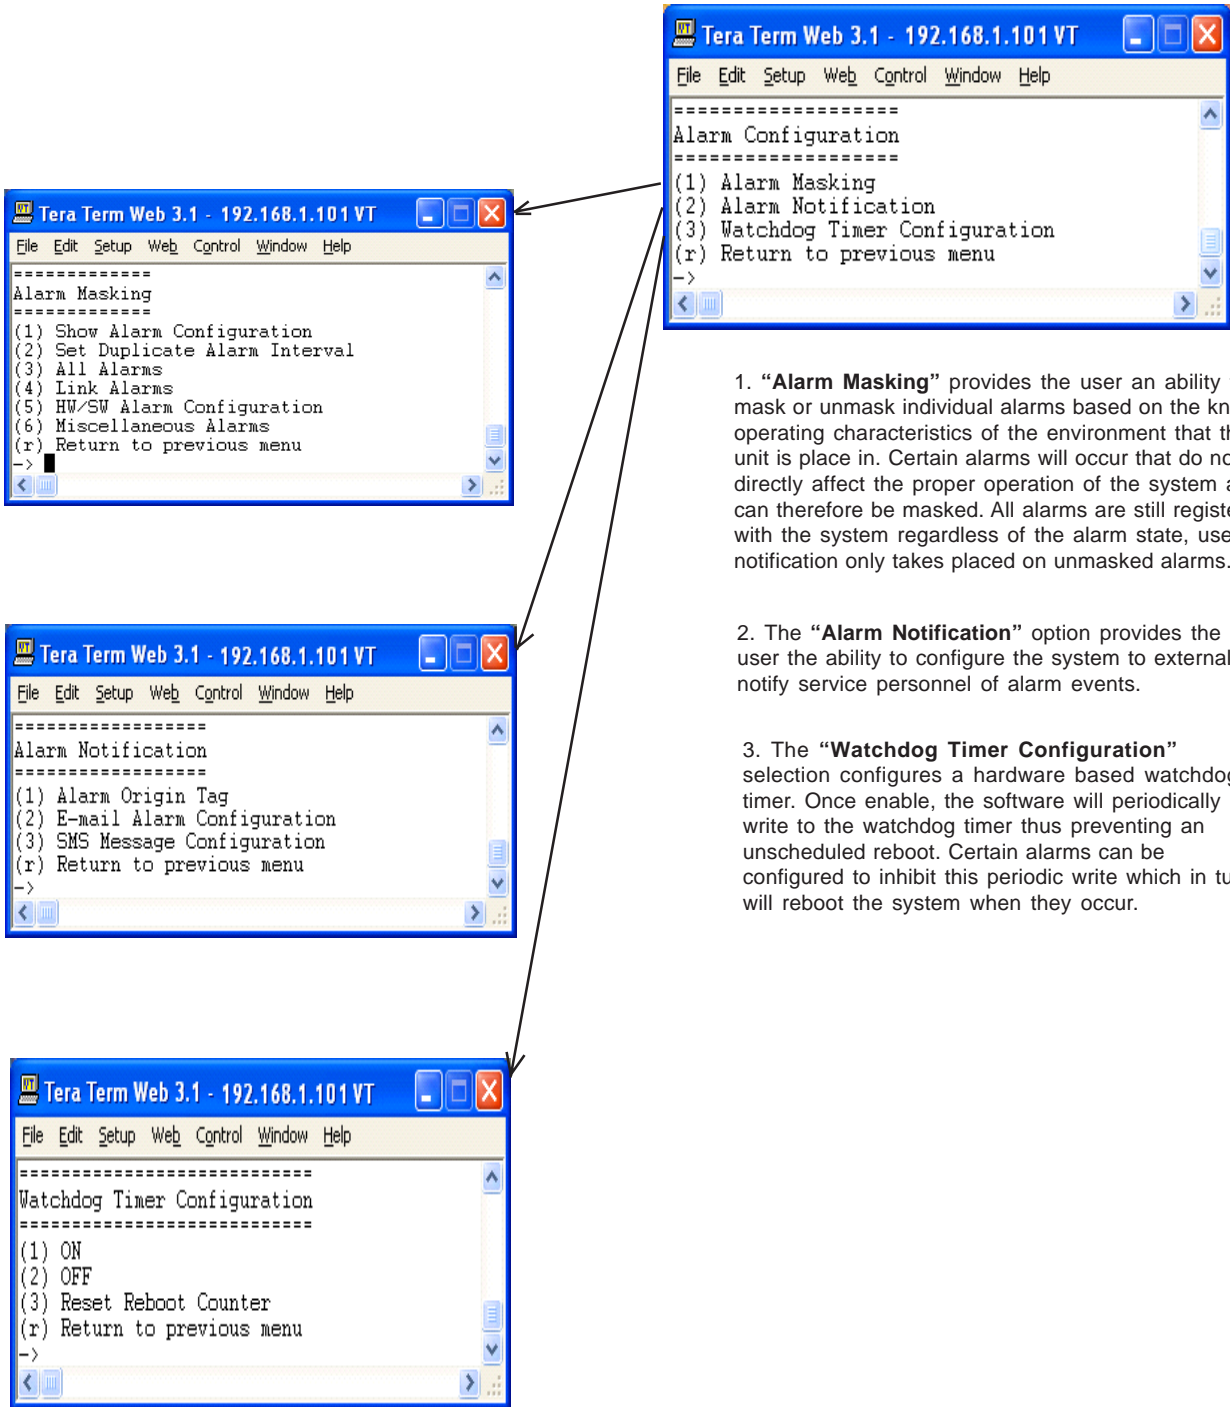 Tera Term Web 3.1 - 192.168.1.101 VT
File Edit Setup Web Control Window Help
===================
Alarm Configuration
===================
(1) Alarm Masking
(2) Alarm Notification
(3) Watchdog Timer Configuration
(r) Return to previous menu
->
Tera Term Web 3.1 - 192.168.1.101 VT
File Edit Setup Web Control Window Help
=============
Alarm Masking
=============
(1) Show Alarm Configuration
(2) Set Duplicate Alarm Interval
(3) All Alarms
(4) Link Alarms
(5) HW/SW Alarm Configuration
(6) Miscellaneous Alarms
(r) Return to previous menu
->
1. “Alarm Masking” provides the user an ability
mask or unmask individual alarms based on the
operating characteristics of the environment that
unit is place in. Certain alarms will occur that do
directly affect the proper operation of the system
can therefore be masked. All alarms are still
with the system regardless of the alarm state,
notification only takes placed on unmasked alarms.
2. The “Alarm Notification” option provides the
user the ability to configure the system to
notify service personnel of alarm events.
3. The “Watchdog Timer Configuration”
selection configures a hardware based watchdog
timer. Once enable, the software will periodically
write to the watchdog timer thus preventing an
unscheduled reboot. Certain alarms can be
configured to inhibit this periodic write which in
will reboot the system when they occur.
Tera Term Web 3.1 - 192.168.1.101 VT
File Edit Setup Web Control Window Help
==================
Alarm Notification
==================
(1) Alarm Origin Tag
(2) E-mail Alarm Configuration
(3) SMS Message Configuration
(r) Return to previous menu
->
Tera Term Web 3.1 - 192.168.1.101 VT
File Edit Setup Web Control Window Help
============================
Watchdog Timer Configuration
============================
(1) ON
(2) OFF
(3) Reset Reboot Counter
(r) Return to previous menu
->